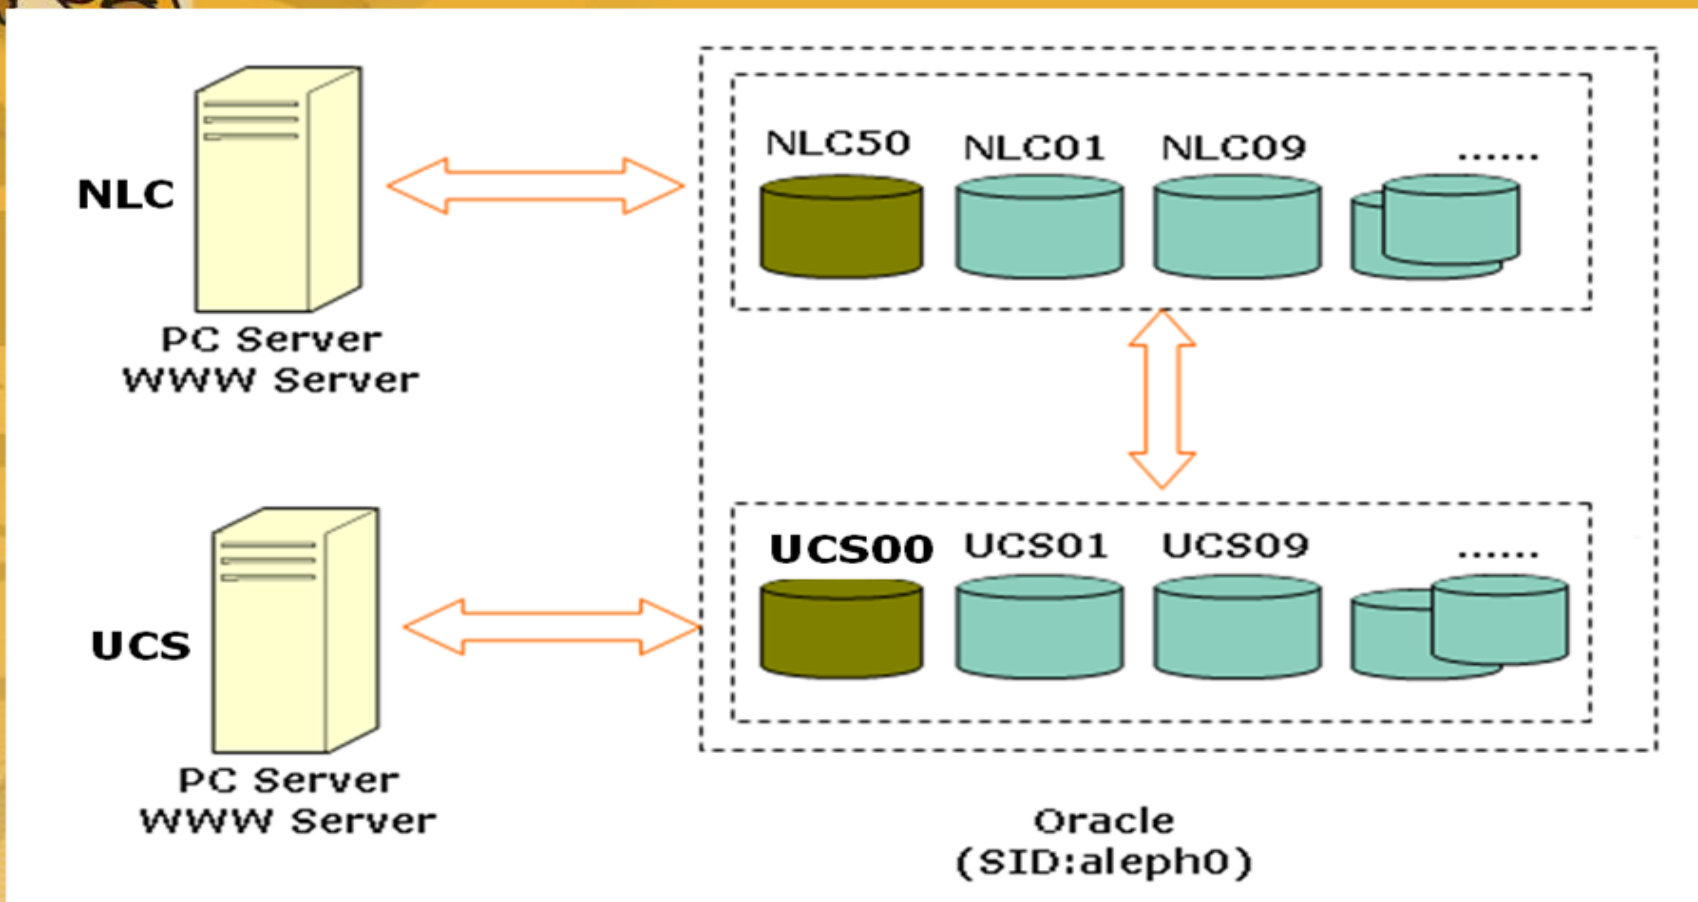 NLC
PC Server
WWW Server
NLC50 NLC01 NLC09 ......
UCS
PC Server
WWW Server
UCS00 UCS01 UCS09 ......
Oracle
(SID:aleph0)